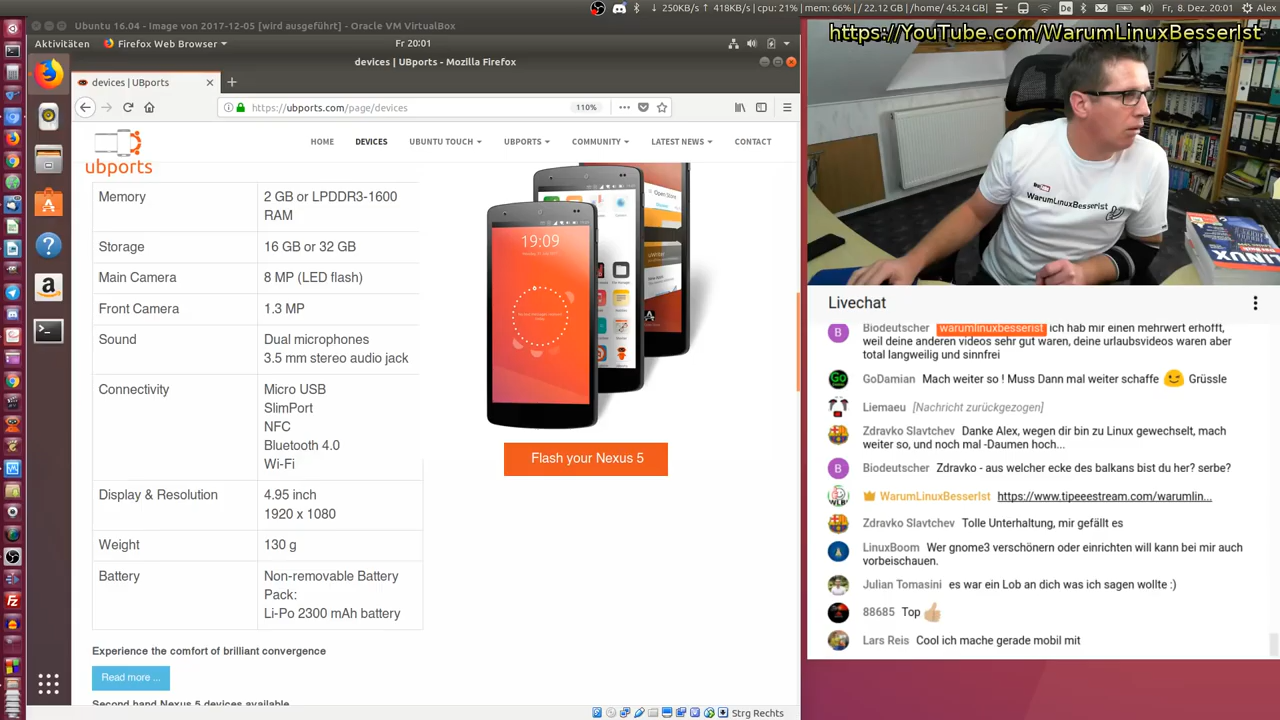 250KB/s 418KB/s cpu: 21% mem: 66% // 22.12 GB /home/ 45.24 GB De Fr, 8. Dez, 20:01 Alex
Ubuntu 16.04 - Image von 2017-12-05 [wird ausgeführt] - Oracle VM VirtualBox
Aktivitäten Firefox Web Browser Fr 20:01
devices | UBports - Mozilla Firefox
devices | UBports
https://ubports.com/page/devices 110%
ubports
HOME DEVICES UBUNTU TOUCH UBPORTS COMMUNITY LATEST NEWS CONTACT
Memory 2 GB or LPDDR3-1600
RAM
Storage 16 GB or 32 GB
Main Camera 8 MP (LED flash)
Front Camera 1.3 MP
Sound Dual microphones
3.5 mm stereo audio jack
Connectivity Micro USB
SlimPort
NFC
Bluetooth 4.0
Wi-Fi
Display & Resolution 4.95 inch
1920 x 1080
Weight 130 g
Battery Non-removable Battery
Pack:
Li-Po 2300 mAh battery
Experience the comfort of brilliant convergence
Read more ...
Second hand Nexus 5 devices available
19:09
Flash your Nexus 5
Strg Rechts
https://YouTube.com/WarumLinuxBesserIst
WarumLinuxBesserIst
LINUX
Livechat
Biodeutscher warumlinuxbesserist ich hab mir einen mehrwert erhofft,
weil deine anderen videos sehr gut waren, deine urlaubsvideos waren aber
total langweilig und sinnfrei
GoDamian Mach weiter so ! Muss Dann mal weiter schaffe 😉 Grüssle
Liemaeu [Nachricht zurückgezogen]
Zdravko Slavtchev Danke Alex, wegen dir bin zu Linux gewechselt, mach
weiter so, und noch mal -Daumen hoch...
Biodeutscher Zdravko - aus welcher ecke des balkans bist du her? serbe?
WarumLinuxBesserIst https://www.tipeeestream.com/warumlin...
Zdravko Slavtchev Tolle Unterhaltung, mir gefällt es
LinuxBoom Wer gnome3 verschönern oder einrichten will kann bei mir auch
vorbeischauen.
Julian Tomasini es war ein Lob an dich was ich sagen wollte :)
88685 Top 👍
Lars Reis Cool ich mache gerade mobil mit